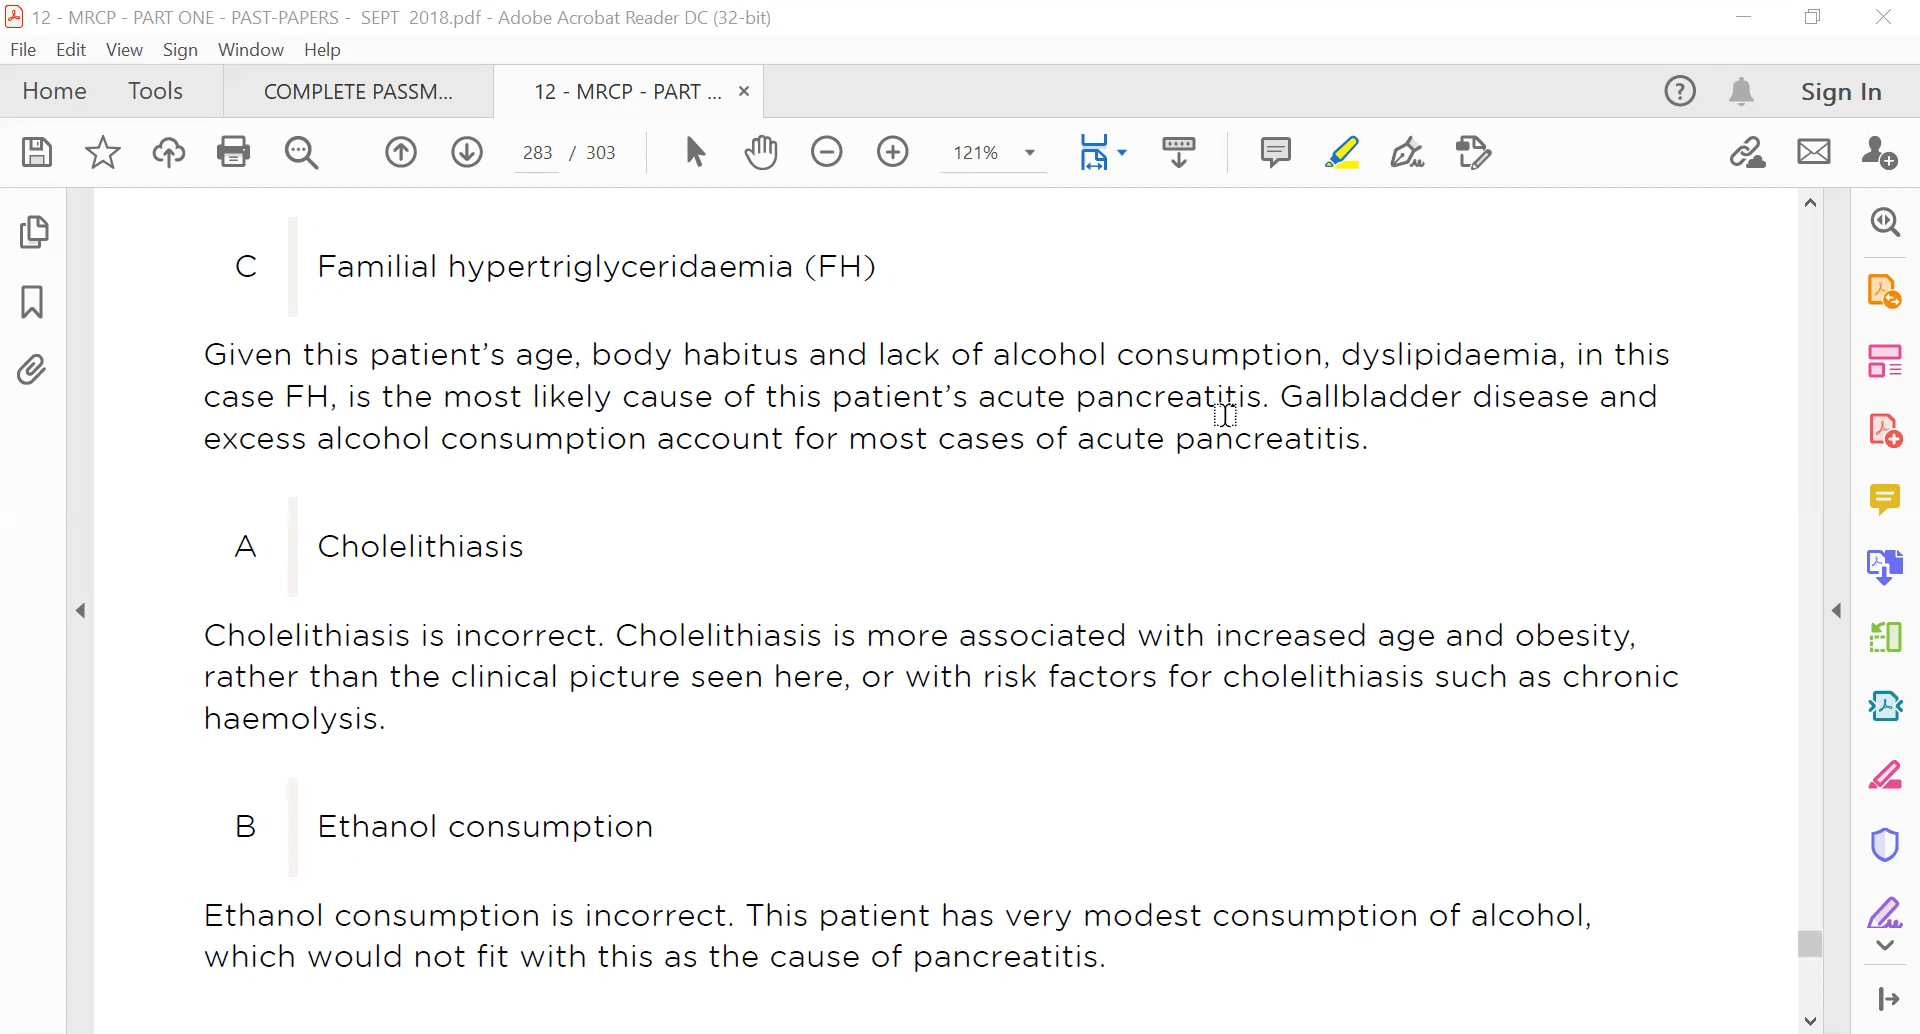 12 - MRCP - PART ONE - PAST-PAPERS - SEPT 2018.pdf - Adobe Acrobat Reader DC (32-bit)
File Edit View Sign Window Help
Home Tools COMPLETE PASSM... 12 - MRCP - PART ... × Sign In
283 / 303 121%
C Familial hypertriglyceridaemia (FH)
Given this patient's age, body habitus and lack of alcohol consumption, dyslipidaemia, in this
case FH, is the most likely cause of this patient's acute pancreatitis. Gallbladder disease and
excess alcohol consumption account for most cases of acute pancreatitis.
A Cholelithiasis
Cholelithiasis is incorrect. Cholelithiasis is more associated with increased age and obesity,
rather than the clinical picture seen here, or with risk factors for cholelithiasis such as chronic
haemolysis.
B Ethanol consumption
Ethanol consumption is incorrect. This patient has very modest consumption of alcohol,
which would not fit with this as the cause of pancreatitis.